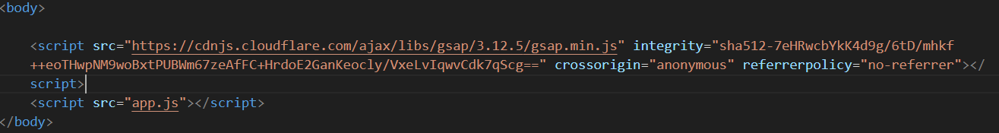 <body>
<script src="https://cdnjs.cloudflare.com/ajax/libs/gsap/3.12.5/gsap.min.js" integrity="sha512-7eHRwcbYkK4d9g/6tD/mhkf
++eoTHwpNM9woBxtPUBWm67zeAfFC+HrdoE2GanKeocly/VxeLvIqwvCdk7qScg==" crossorigin="anonymous" referrerpolicy="no-referrer"></
script>
<script src="app.js"></script>
</body>